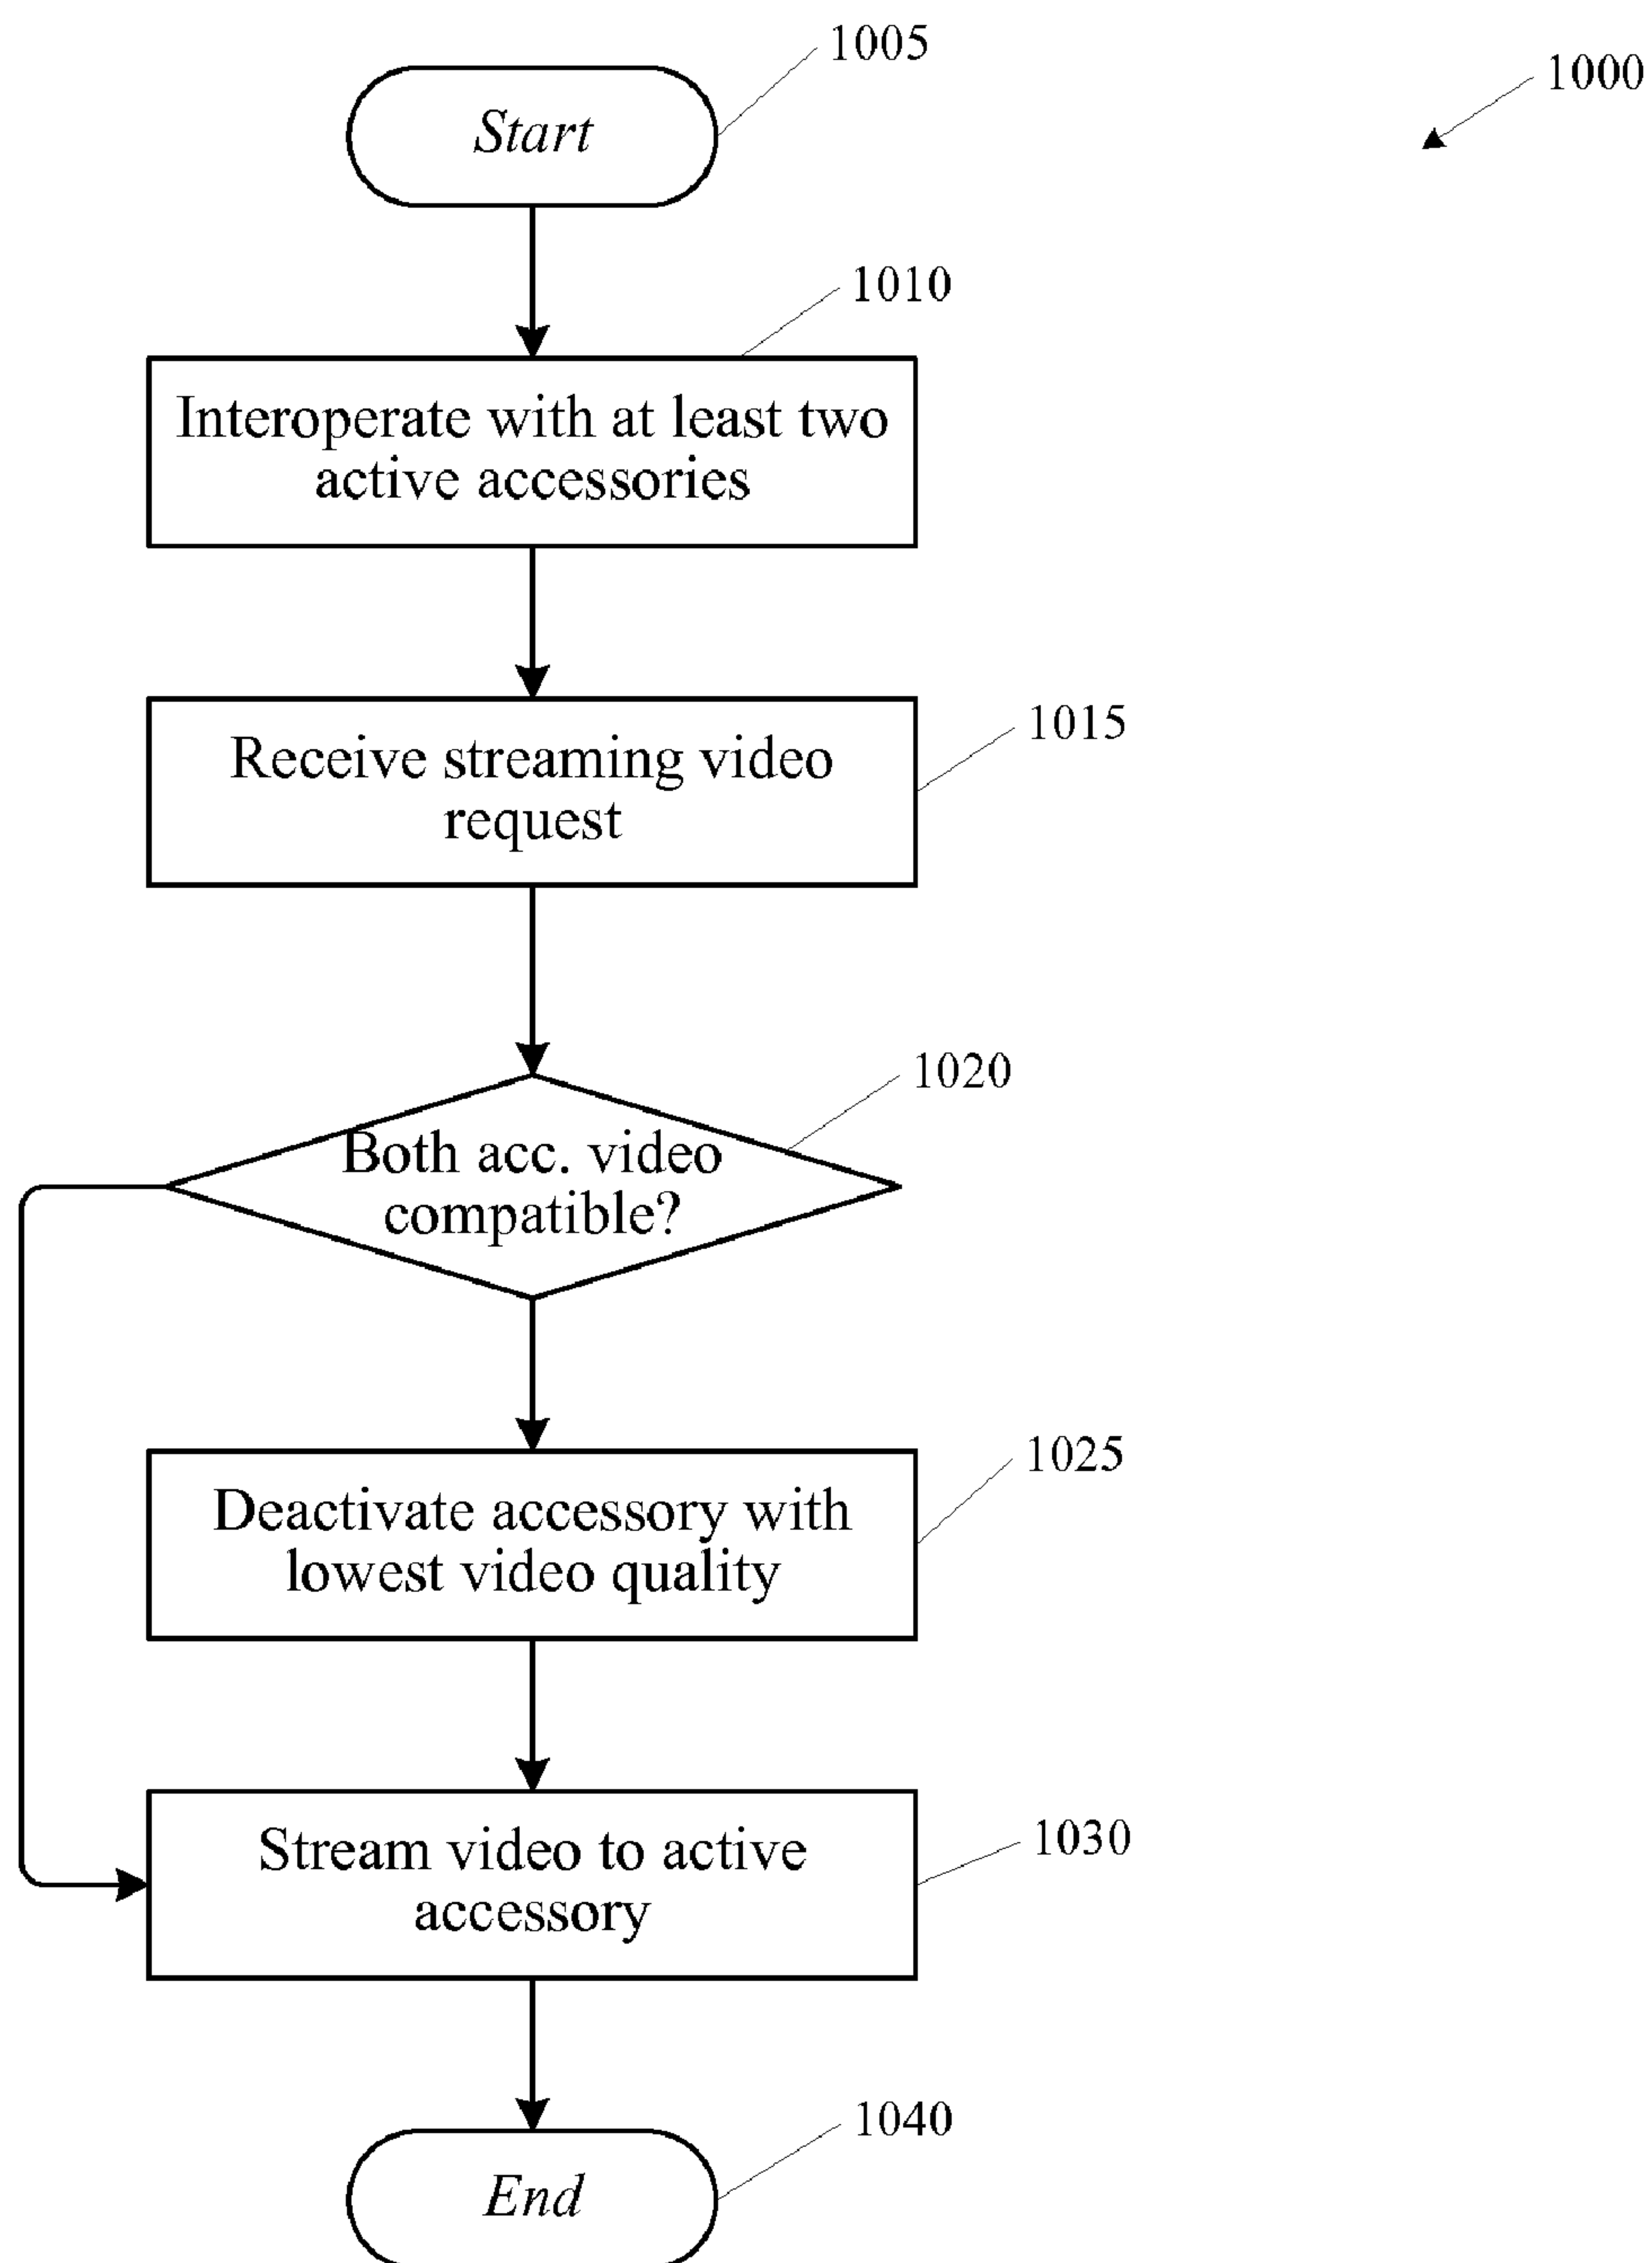 1005
1000
Start
1010
Interoperate with at least two
active accessories
1015
Receive streaming video
request
1020
Both acc. video
compatible?
1025
Deactivate accessory with
lowest video quality
1030
Stream video to active
accessory
1040
End